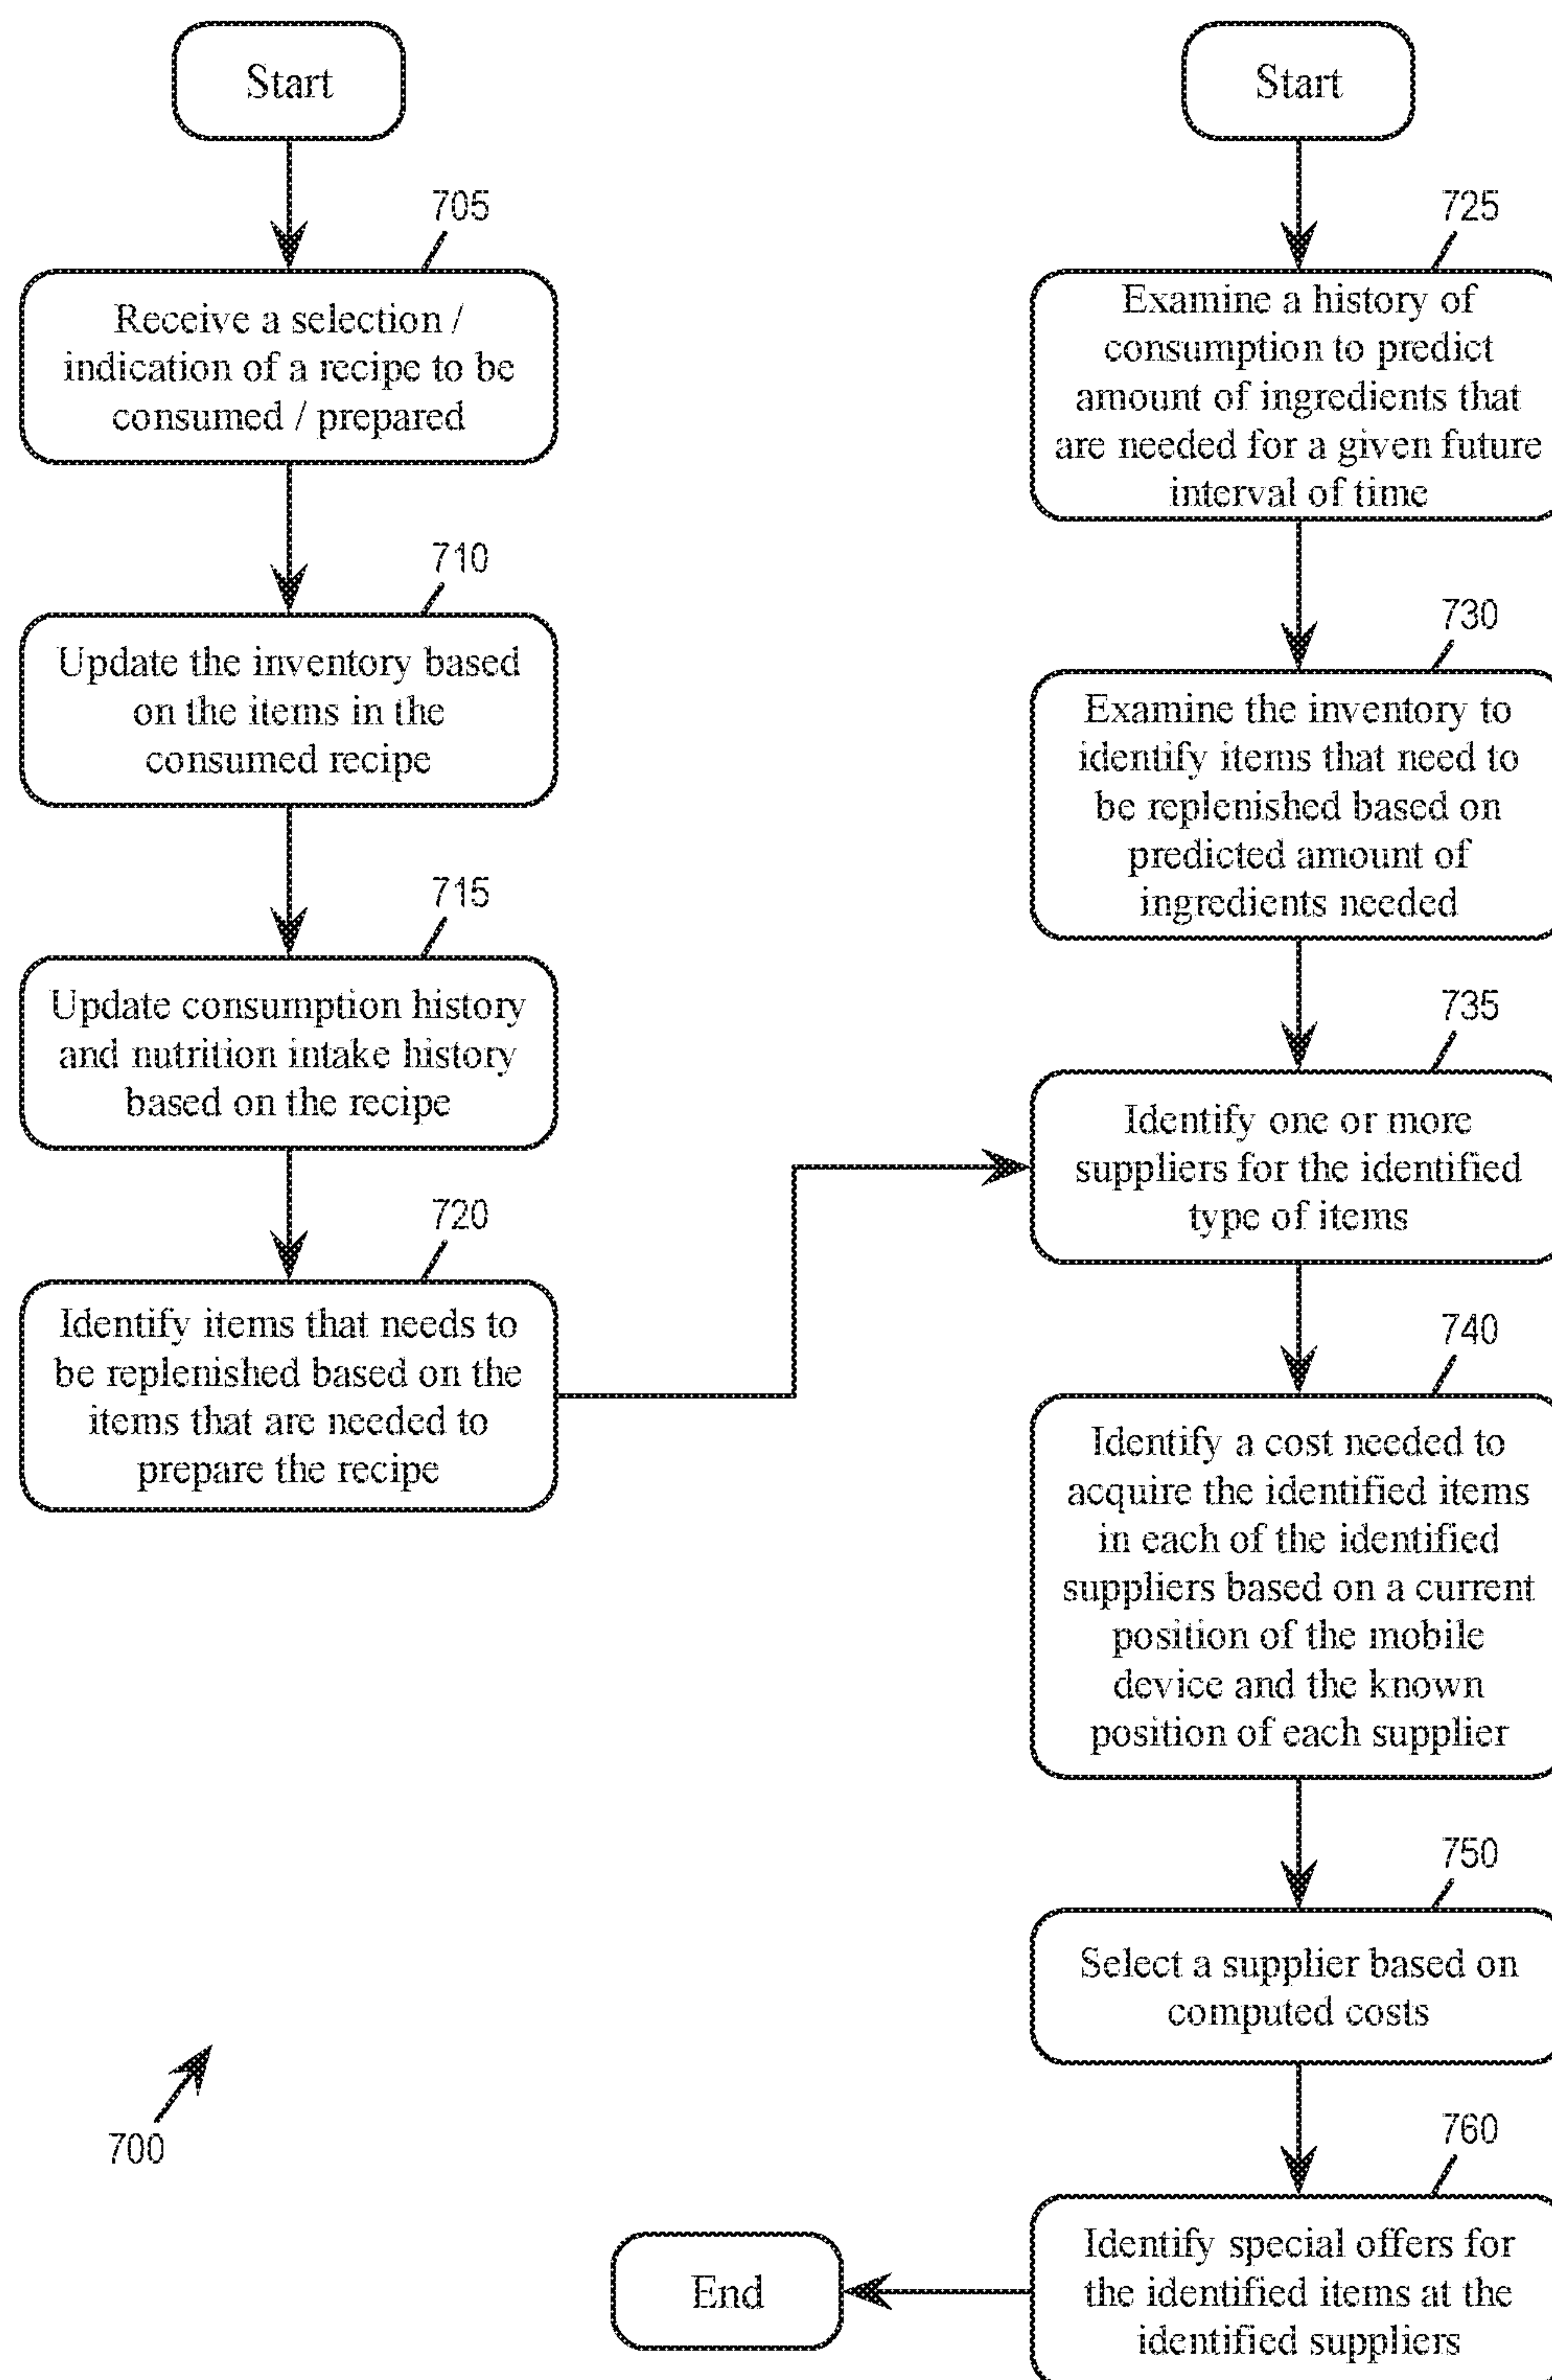 Start
705
Receive a selection /
indication of a recipe to be
consumed / prepared
710
Update the inventory based
on the items in the
consumed recipe
715
Update consumption history
and nutrition intake history
based on the recipe
720
Identify items that needs to
be replenished based on the
items that are needed to
prepare the recipe
Start
725
Examine a history of
consumption to predict
amount of ingredients that
are needed for a given future
interval of time
730
Examine the inventory to
identify items that need to
be replenished based on
predicted amount of
ingredients needed
735
Identify one or more
suppliers for the identified
type of items
740
Identify a cost needed to
acquire the identified items
in each of the identified
suppliers based on a current
position of the mobile
device and the known
position of each supplier
750
Select a supplier based on
computed costs
760
Identify special offers for
the identified items at the
identified suppliers
End
700